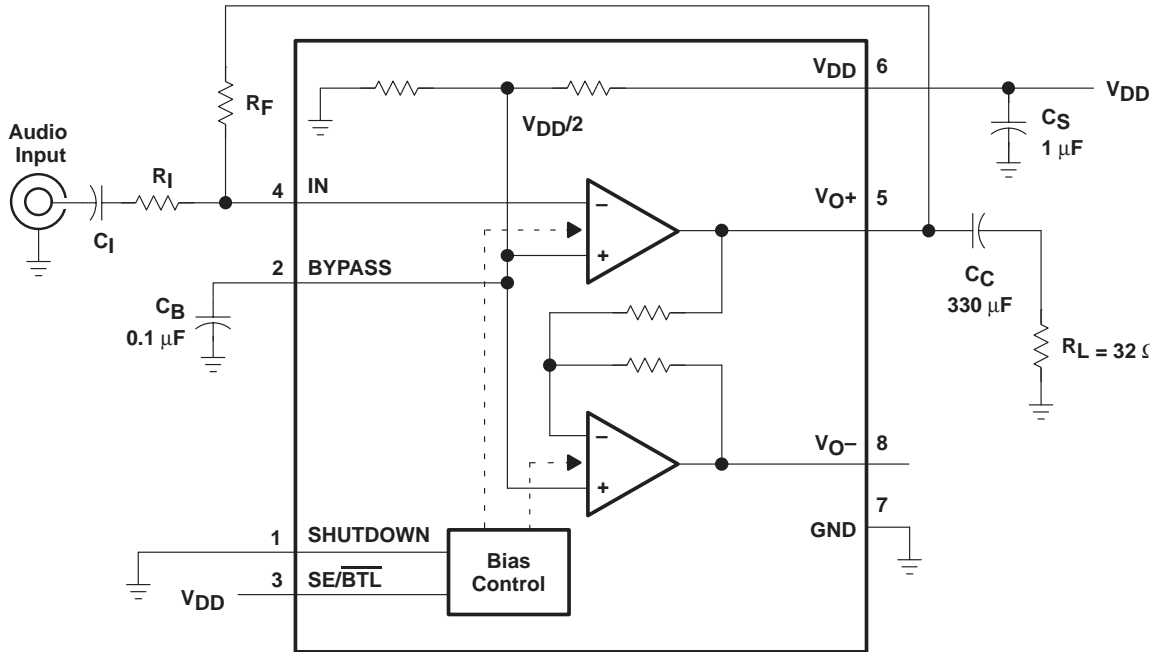 VDD 6
RF
VDD
VDD/2
CS
1 μF
Audio
Input
RI
4 IN
VO+ 5
CI
–
+
2 BYPASS
CB
0.1 μF
CC
330 μF
RL = 32 Ω
–
+
VO– 8
7
GND
1 SHUTDOWN
3 SE/BTL
VDD
Bias
Control